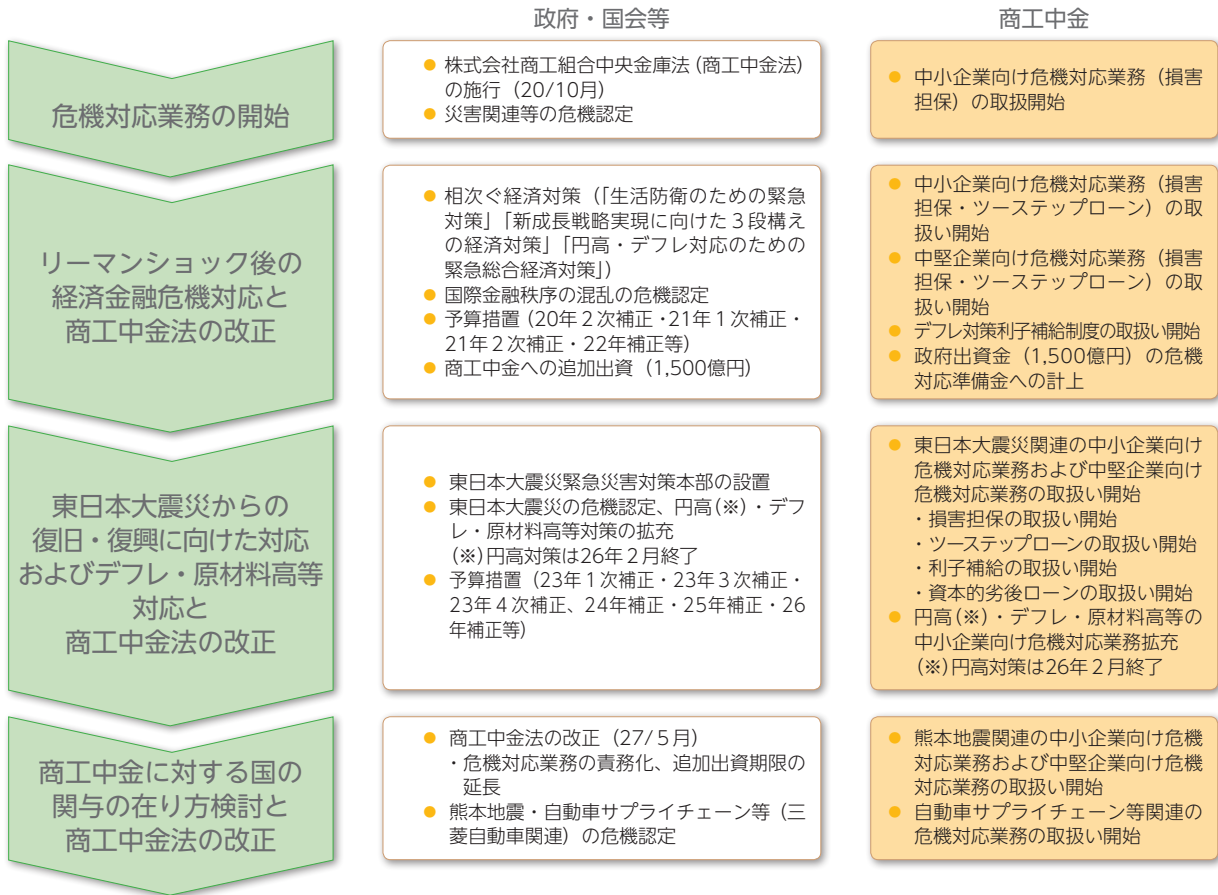 政府・国会等
商工中金
危機対応業務の開始
● 株式会社商工組合中央金庫法(商工中金法)
の施行（20/10月）
● 災害関連等の危機認定
● 中小企業向け危機対応業務（損害
担保）の取扱開始
リーマンショック後の
経済金融危機対応と
商工中金法の改正
● 相次ぐ経済対策（「生活防衛のための緊急
対策」「新成長戦略実現に向けた３段構え
の経済対策」「円高・デフレ対応のための
緊急総合経済対策」）
● 国際金融秩序の混乱の危機認定
● 予算措置（20年２次補正・21年１次補正・
21年２次補正・22年補正等）
● 商工中金への追加出資（1,500億円）
● 中小企業向け危機対応業務（損害
担保・ツーステップローン）の取
扱い開始
● 中堅企業向け危機対応業務（損害
担保・ツーステップローン）の取
扱い開始
● デフレ対策利子補給制度の取扱い開始
● 政府出資金（1,500億円）の危機
対応準備金への計上
東日本大震災からの
復旧・復興に向けた対応
およびデフレ・原材料高等
対応と
商工中金法の改正
● 東日本大震災緊急災害対策本部の設置
● 東日本大震災の危機認定、円高(※)・デフ
レ・原材料高等対策の拡充
(※)円高対策は26年２月終了
● 予算措置（23年１次補正・23年３次補正・
23年４次補正、24年補正・25年補正・26
年補正等）
● 東日本大震災関連の中小企業向け
危機対応業務および中堅企業向け
危機対応業務の取扱い開始
・損害担保の取扱い開始
・ツーステップローンの取扱い開始
・利子補給の取扱い開始
・資本的劣後ローンの取扱い開始
● 円高(※)・デフレ・原材料高等の
中小企業向け危機対応業務拡充
(※)円高対策は26年２月終了
商工中金に対する国の
関与の在り方検討と
商工中金法の改正
● 商工中金法の改正（27/５月）
・危機対応業務の責務化、追加出資期限の
延長
● 熊本地震・自動車サプライチェーン等（三
菱自動車関連）の危機認定
● 熊本地震関連の中小企業向け危機
対応業務および中堅企業向け危機
対応業務の取扱い開始
● 自動車サプライチェーン等関連の
危機対応業務の取扱い開始